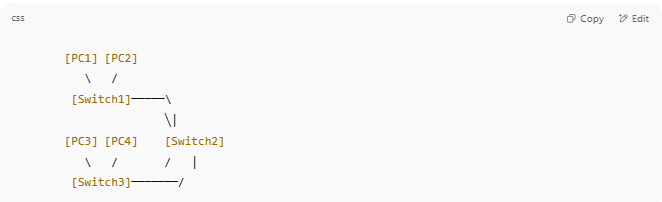 css Copy Edit
[PC1] [PC2]
\ /
[Switch1]─────\
\|
[PC3] [PC4] [Switch2]
\ / / |
[Switch3]───────/